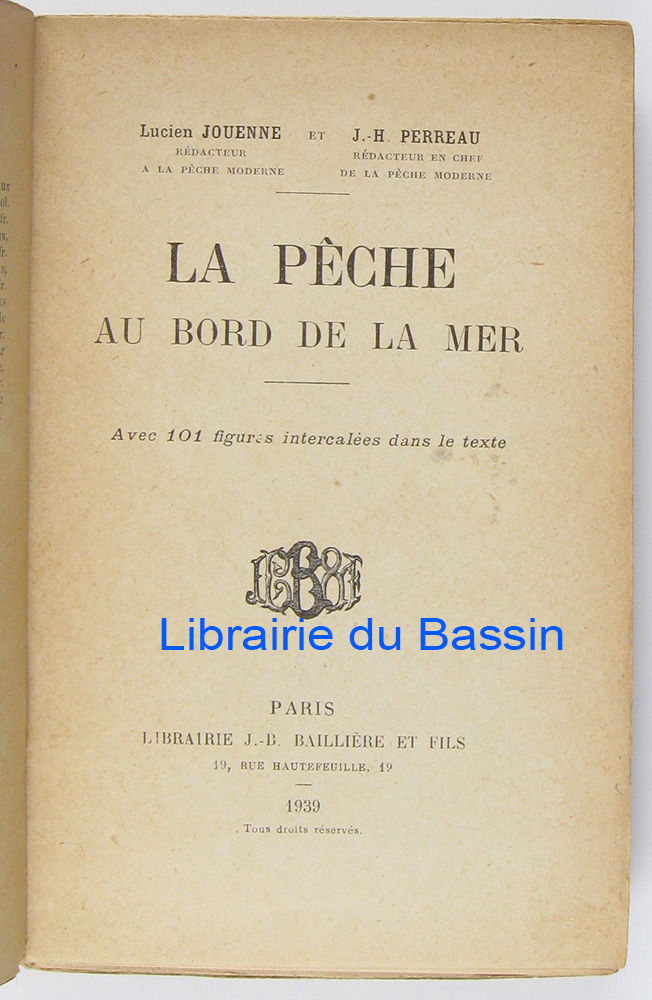 Lucien JOUENNE ET J.-H. PERREAU
RÉDACTEUR RÉDACTEUR EN CHEF
A LA PÊCHE MODERNE DE LA PÊCHE MODERNE
LA PÊCHE
AU BORD DE LA MER
Avec 101 figures intercalées dans le texte
Librairie du Bassin
PARIS
LIBRAIRIE J.-B. BAILLIÈRE ET FILS
19, RUE HAUTEFEUILLE, 19
1939
Tous droits réservés.